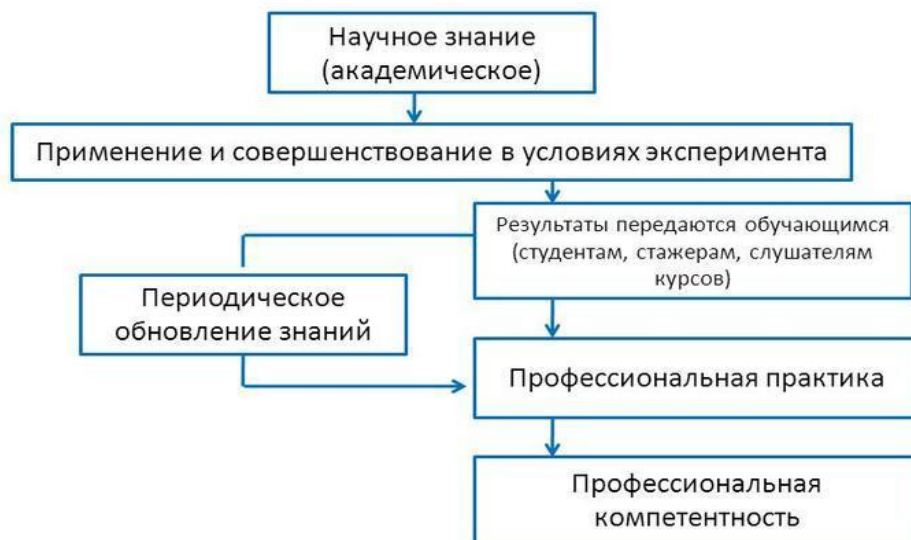 Научное знание
(академическое)
Применение и совершенствование в условиях эксперимента
Результаты передаются обучающимся
(студентам, стажерам, слушателям
курсов)
Периодическое
обновление знаний
Профессиональная практика
Профессиональная
компетентность